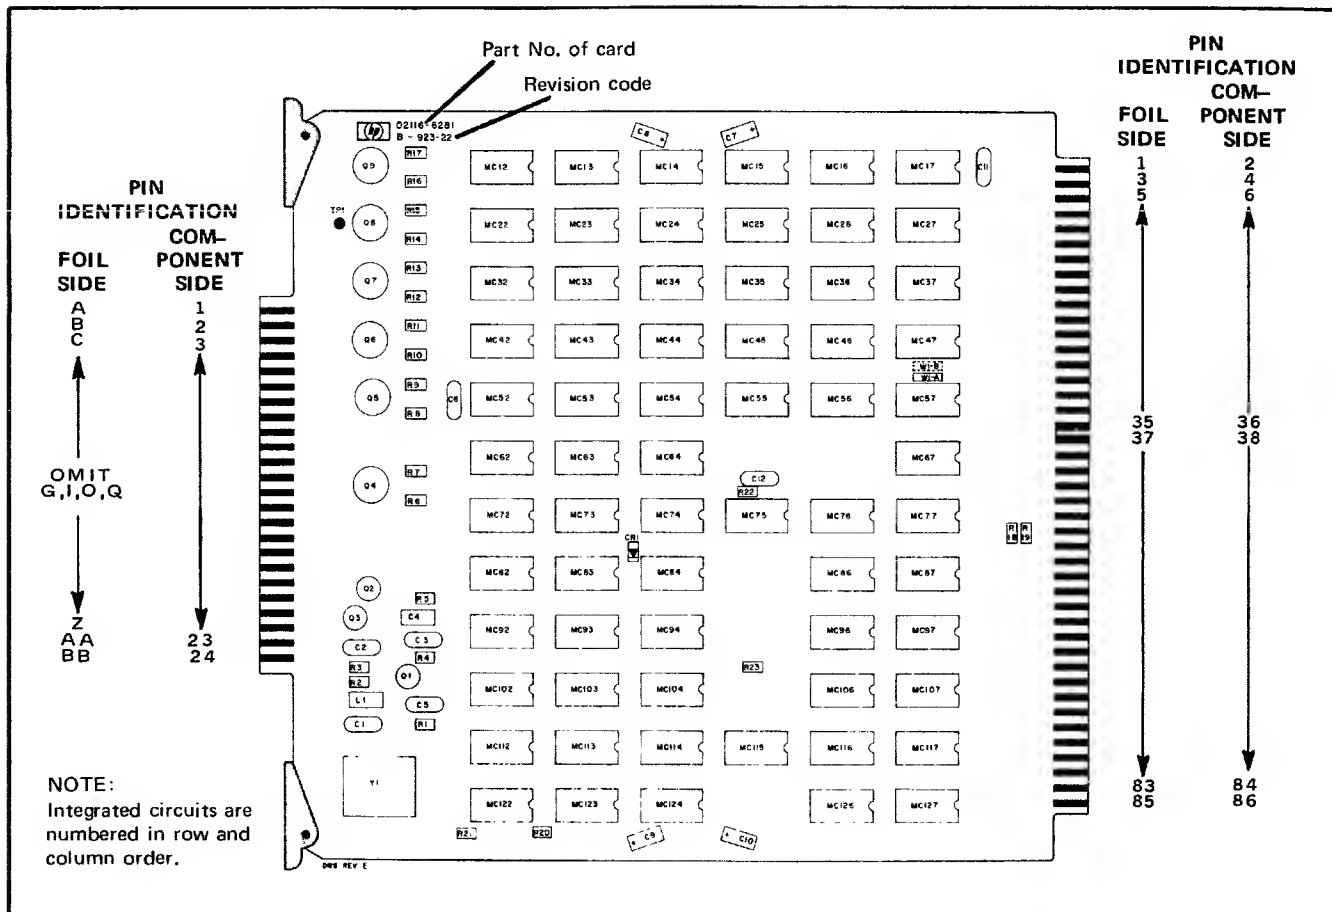 Part No. of card
Revision code
hp
02116-6281
B - 923-22
PIN
IDENTIFICATION
FOIL
SIDE
COM-
PONENT
SIDE
A
B
C
1
2
3
OMIT
G,I,O,Q
Z
AA
BB
23
24
PIN
IDENTIFICATION
FOIL
SIDE
COM-
PONENT
SIDE
1
3
5
2
4
6
35
37
36
38
83
85
84
86
C7
C11
Q9
R17
R16
MC12
MC13
MC14
MC15
MC16
MC17
TP1
Q8
R15
R14
MC22
MC23
MC24
MC25
MC26
MC27
Q7
R13
R12
MC32
MC33
MC34
MC35
MC36
MC37
Q6
R11
R10
MC42
MC43
MC44
MC45
MC46
MC47
W1-B
W1-A
Q5
R9
R8
MC52
MC53
MC54
MC55
MC56
MC57
Q4
R7
R6
MC62
MC63
MC64
MC67
C12
R22
MC72
MC73
MC74
MC75
MC76
MC77
R
18
R
19
CR1
MC82
MC83
MC84
MC86
MC87
Q2
R5
Q3
C4
C2
C3
R3
R4
R2
Q1
L1
C5
C1
R1
MC92
MC93
MC94
MC96
MC97
R23
MC102
MC103
MC104
MC106
MC107
MC112
MC113
MC114
MC115
MC116
MC117
Y1
MC122
MC123
MC124
MC126
MC127
R21
R20
C9
C10
NOTE:
Integrated circuits are
numbered in row and
column order.
REV E